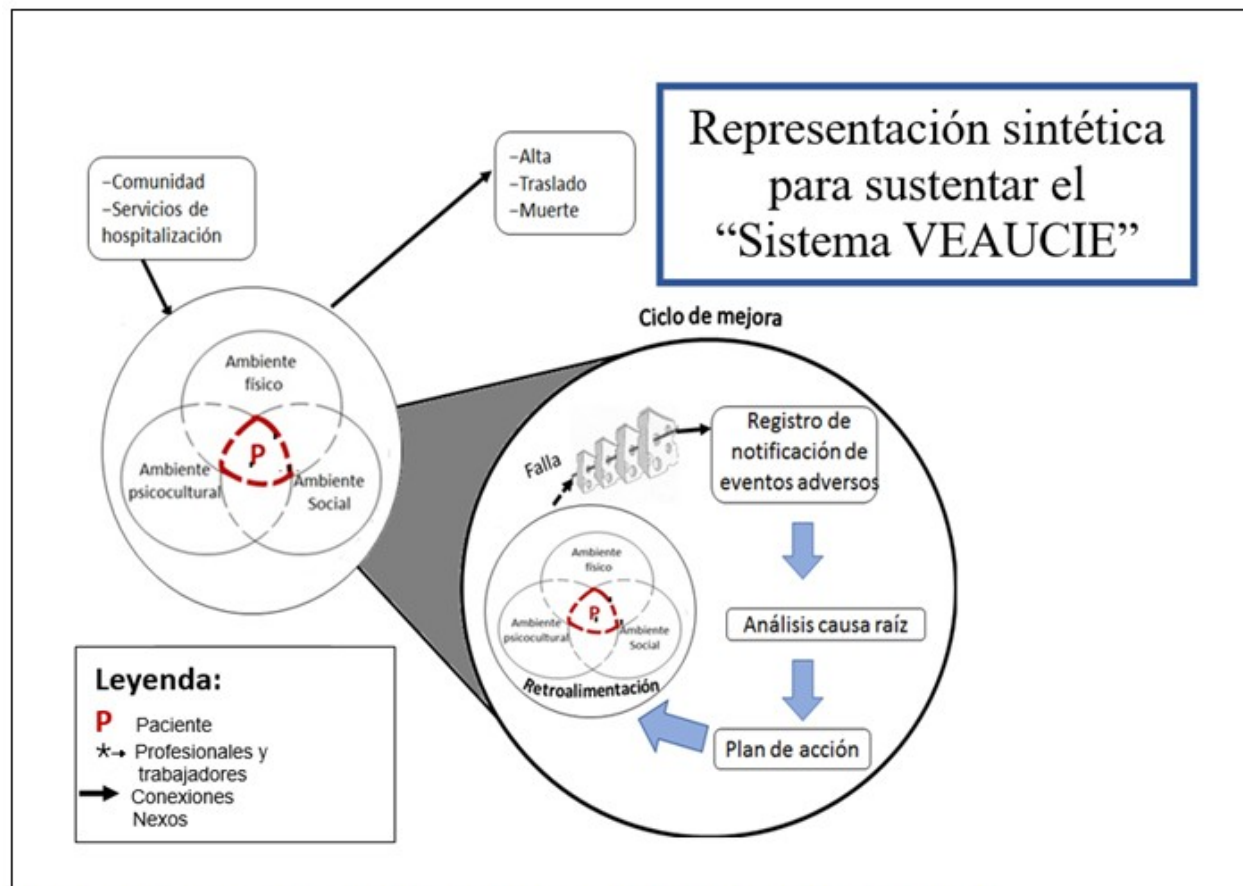 Representación sintética
para sustentar el
“Sistema VEAUCIE”
–Comunidad
–Servicios de
hospitalización
–Alta
–Traslado
–Muerte
Ambiente
físico
Ambiente
psicocultural
P
Ambiente
Social
Ciclo de mejora
Falla
Registro de
notificación de
eventos adversos
Análisis causa raíz
Plan de acción
Ambiente
físico
Ambiente
psicocultural
P
Ambiente
Social
Retroalimentación
Leyenda:
P Paciente
* Profesionales y
trabajadores
Conexiones
Nexos